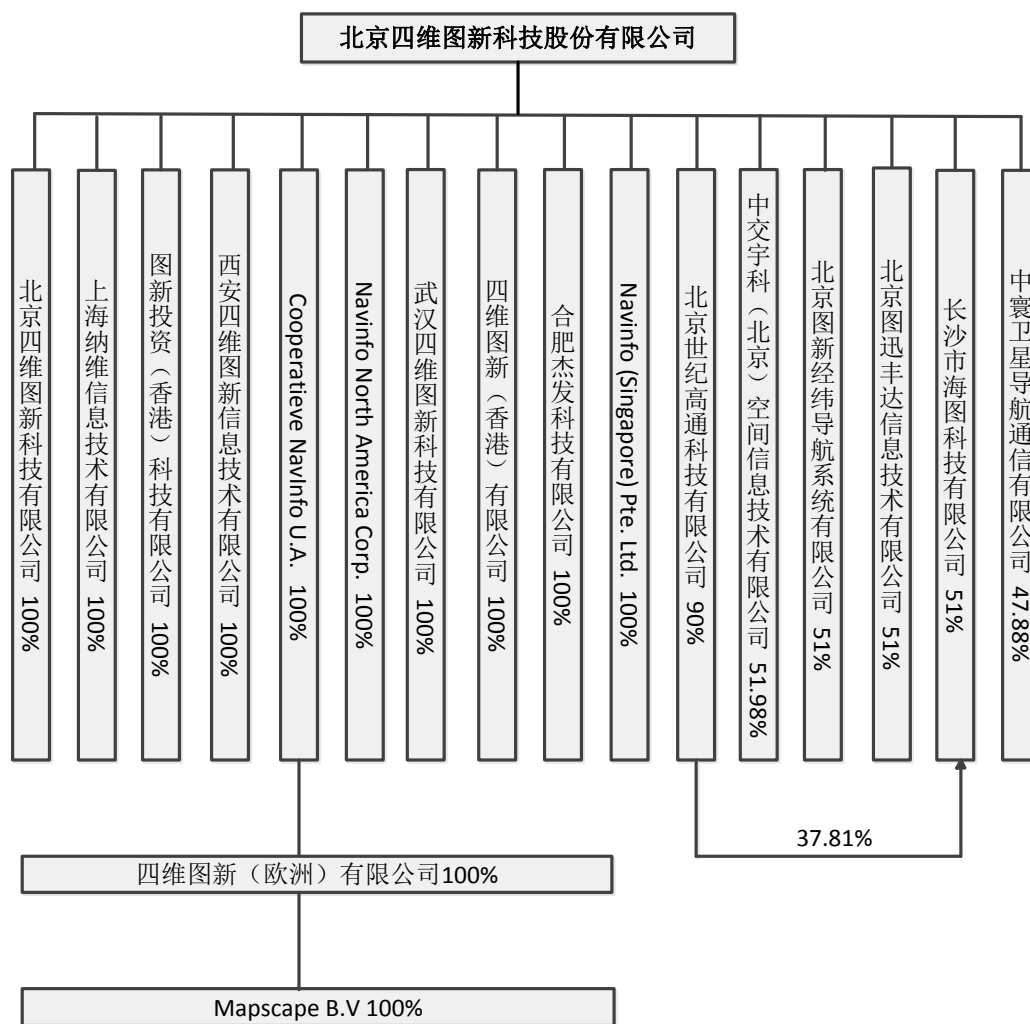 北京四维图新科技股份有限公司
北京四维图新科技有限公司 100%
上海纳维信息技术有限公司 100%
图新投资（香港）科技有限公司 100%
西安四维图新信息技术有限公司 100%
Cooperatieve NavInfo U.A. 100%
Navinfo North America Corp. 100%
武汉四维图新科技有限公司 100%
四维图新（香港）有限公司 100%
合肥杰发科技有限公司 100%
Navinfo (Singapore) Pte. Ltd. 100%
北京世纪高通科技有限公司 90%
中交宇科（北京）空间信息技术有限公司 51.98%
北京图新经纬导航系统有限公司 51%
北京图迅丰达信息技术有限公司 51%
长沙市海图科技有限公司 51%
中寰卫星导航通信有限公司 47.88%
37.81%
四维图新（欧洲）有限公司100%
Mapscape B.V 100%